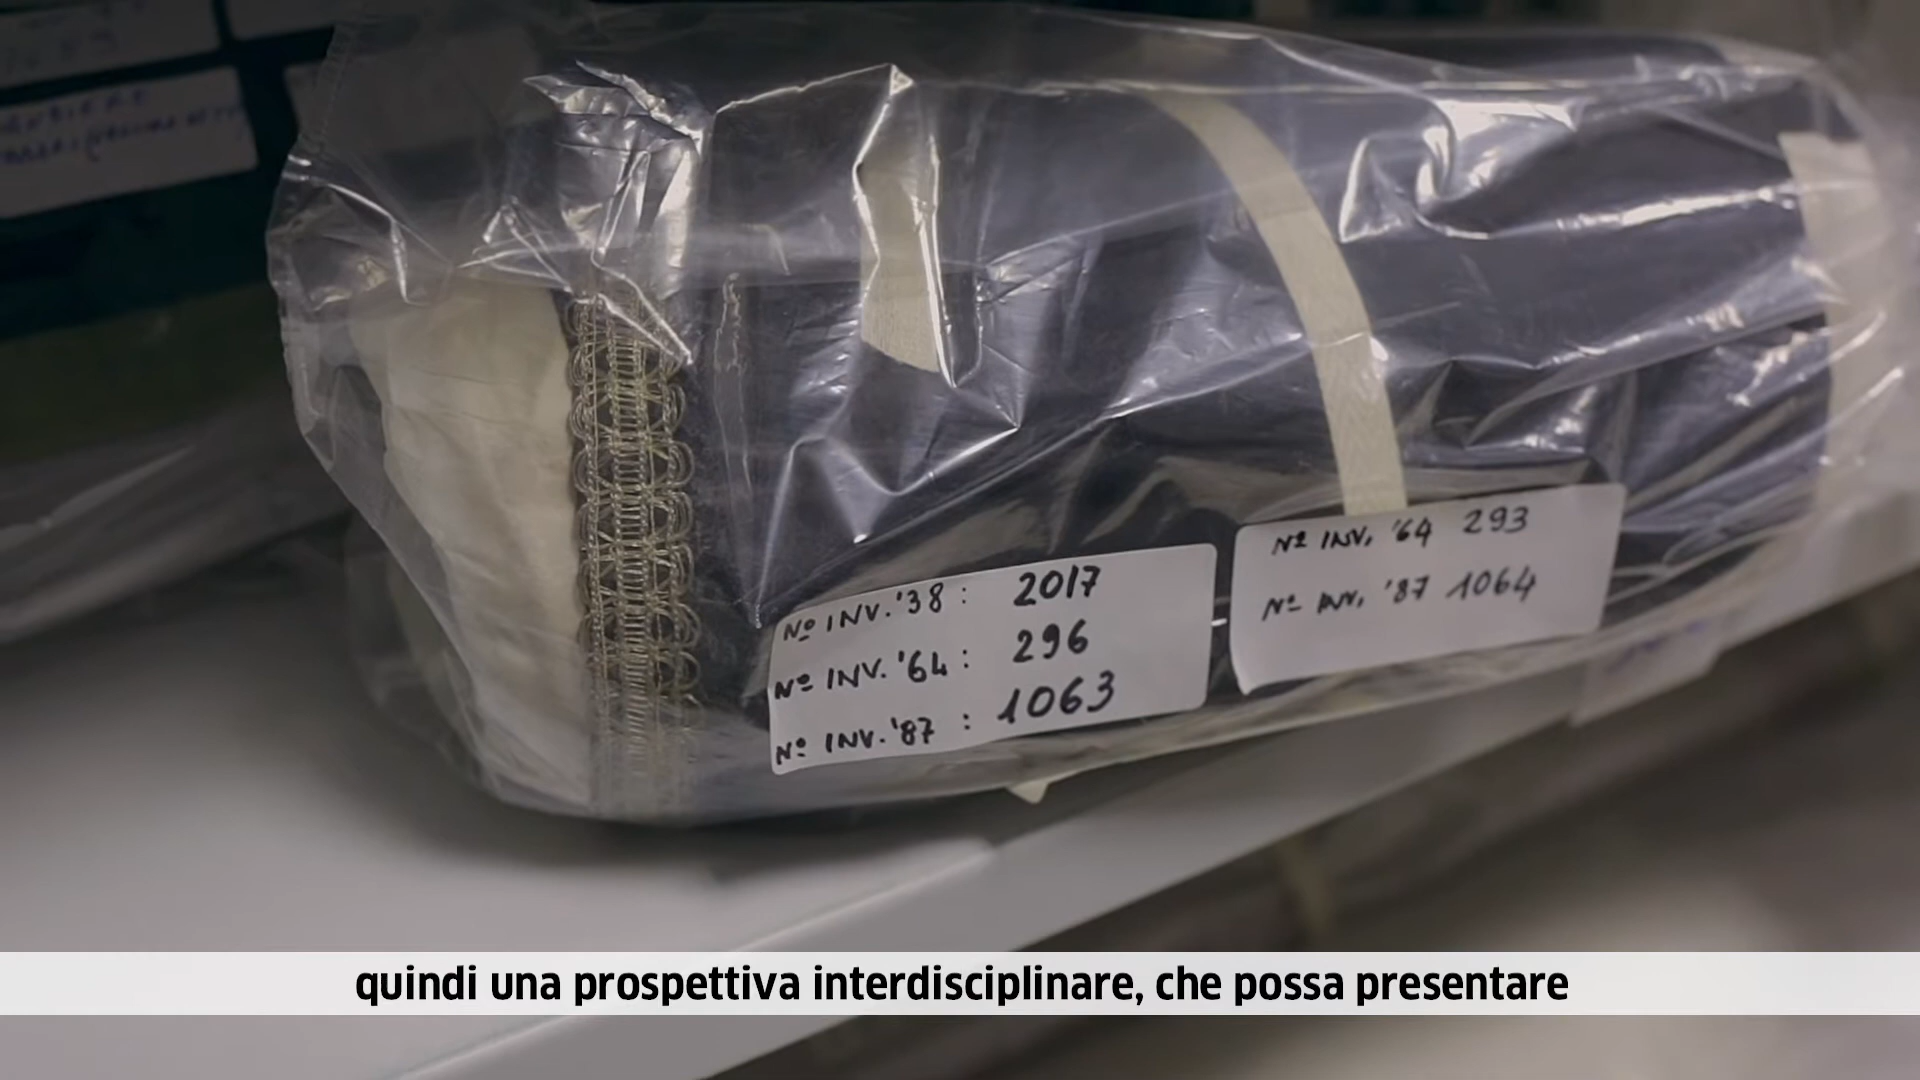 Nº INV. '38 : 2017
Nº INV. '64 : 296
Nº INV. '87 : 1063
Nº INV. '64 293
Nº INV. '87 1064
quindi una prospettiva interdisciplinare, che possa presentare